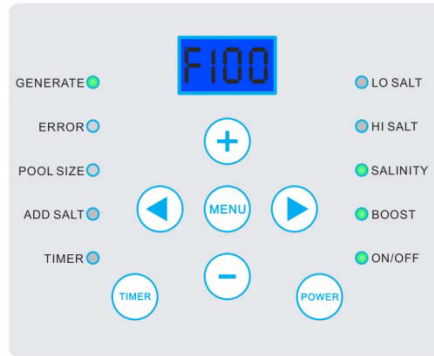 F100
GENERATE
LO SALT
ERROR
+
HI SALT
POOL SIZE
SALINITY
ADD SALT
MENU
BOOST
TIMER
ON/OFF
−
TIMER
POWER